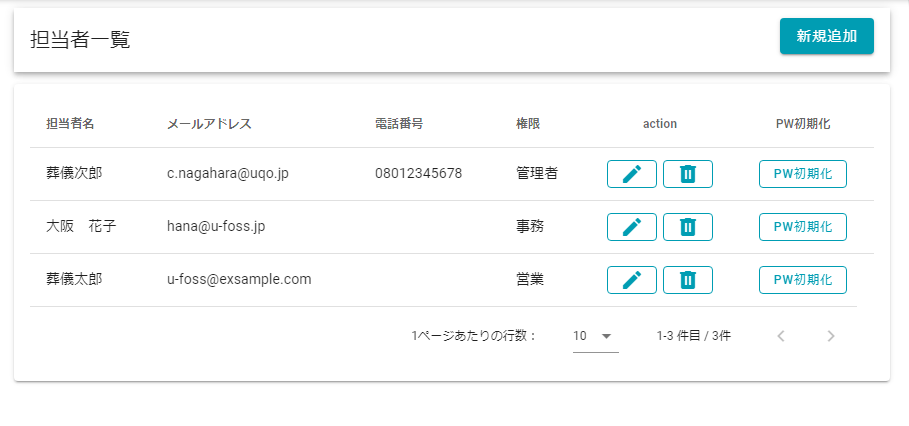 担当者一覧
新規追加
担当者名 メールアドレス 電話番号 権限 action PW初期化
葬儀次郎 c.nagahara@uqo.jp 08012345678 管理者 PW初期化
大阪　花子 hana@u-foss.jp 事務 PW初期化
葬儀太郎 u-foss@exsample.com 営業 PW初期化
1ページあたりの行数： 10 1-3 件目 / 3件